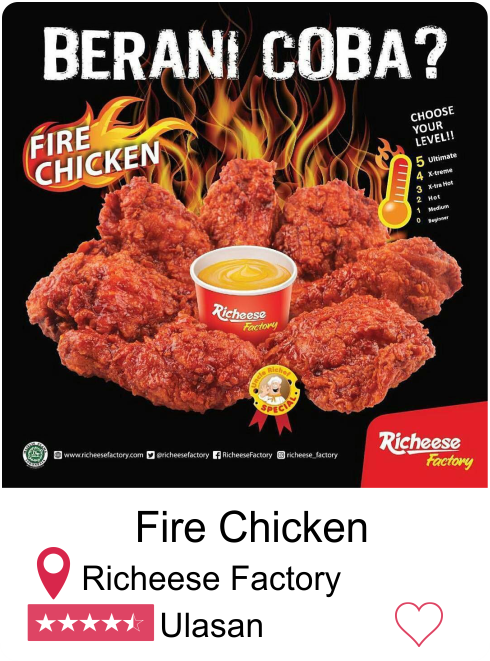 BERANI COBA?
FIRE
CHICKEN
CHOOSE
YOUR
LEVEL!!
5 Ultimate
4 X-treme
3 X-tra Hot
2 Hot
1 Medium
0 Beginner
Richeese
Factory
SPECIAL
www.richeesefactory.com @richeesefactory RicheeseFactory richeese_factory
Richeese
Factory
Fire Chicken
Richeese Factory
Ulasan